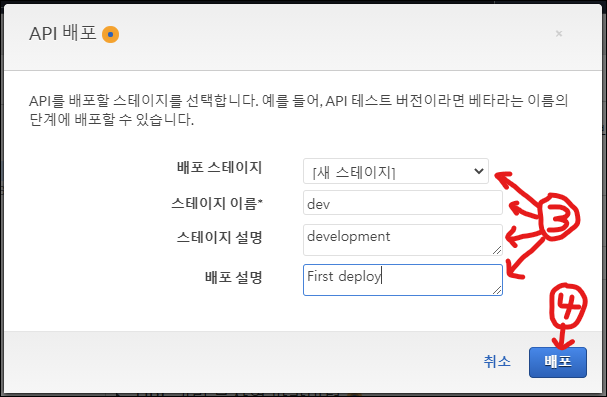 API 배포
×
API를 배포할 스테이지를 선택합니다. 예를 들어, API 테스트 버전이라면 베타라는 이름의
단계에 배포할 수 있습니다.
배포 스테이지 [새 스테이지]
스테이지 이름* dev
스테이지 설명 development
배포 설명 First deploy
③
④
취소 배포